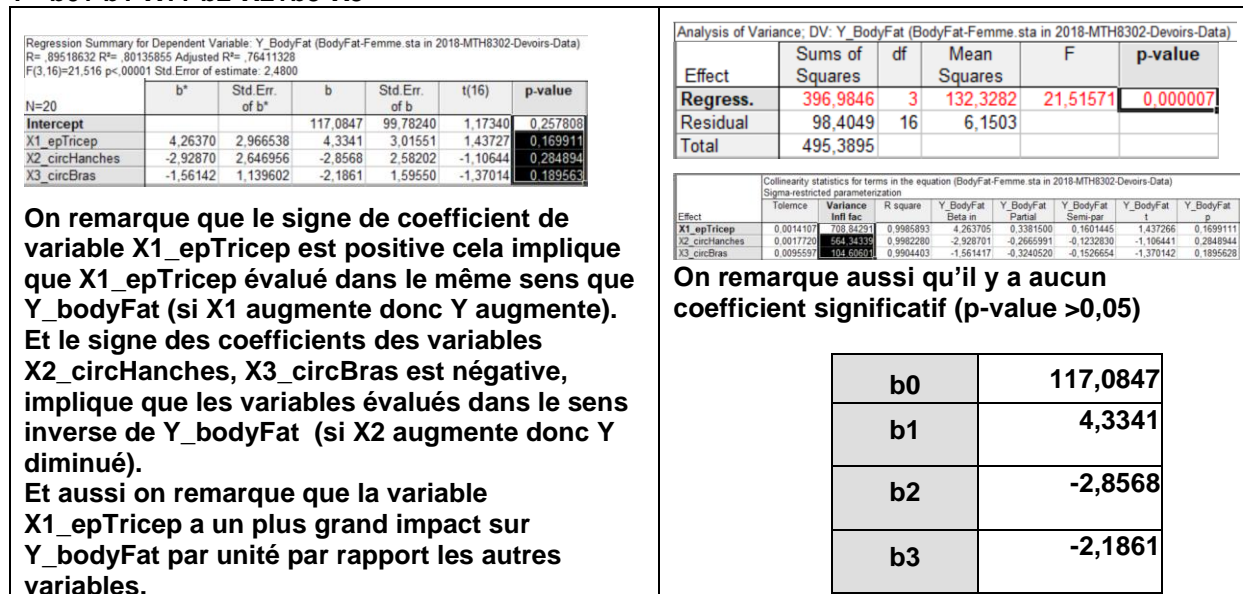 Regression Summary for Dependent Variable: Y_BodyFat (BodyFat-Femme.sta in 2018-MTH8302-Devoirs-Data)
R= ,89518632 R²= ,80135855 Adjusted R²= ,76411328
F(3,16)=21,516 p<,00001 Std.Error of estimate: 2,4800
N=20 b* Std.Err. of b* b Std.Err. of b t(16) p-value
Intercept 117,0847 99,78240 1,17340 0,257808
X1_epTricep 4,26370 2,966538 4,3341 3,01551 1,43727 0,169911
X2_circHanches -2,92870 2,646956 -2,8568 2,58202 -1,10644 0,284894
X3_circBras -1,56142 1,139602 -2,1861 1,59550 -1,37014 0,189563
On remarque que le signe de coefficient de
variable X1_epTricep est positive cela implique
que X1_epTricep évalué dans le même sens que
Y_bodyFat (si X1 augmente donc Y augmente).
Et le signe des coefficients des variables
X2_circHanches, X3_circBras est négative,
implique que les variables évalués dans le sens
inverse de Y_bodyFat (si X2 augmente donc Y
diminué).
Et aussi on remarque que la variable
X1_epTricep a un plus grand impact sur
Y_bodyFat par unité par rapport les autres
variables.
Analysis of Variance; DV: Y_BodyFat (BodyFat-Femme.sta in 2018-MTH8302-Devoirs-Data)
Effect Sums of Squares df Mean Squares F p-value
Regress. 396,9846 3 132,3282 21,51571 0,000007
Residual 98,4049 16 6,1503
Total 495,3895
Collinearity statistics for terms in the equation (BodyFat-Femme.sta in 2018-MTH8302-Devoirs-Data)
Sigma-restricted parameterization
Effect Tolernce Variance Infl fac R square Y_BodyFat Beta in Y_BodyFat Partial Y_BodyFat Semi-par Y_BodyFat t Y_BodyFat p
X1_epTricep 0,0014107 708,84291 0,9985893 4,263705 0,3381500 0,1601445 1,437266 0,1699111
X2_circHanches 0,0017720 564,34339 0,9982280 -2,928701 -0,2665991 -0,1232830 -1,106441 0,2848944
X3_circBras 0,0095597 104,60601 0,9904403 -1,561417 -0,3240520 -0,1526654 -1,370142 0,1895628
On remarque aussi qu’il y a aucun
coefficient significatif (p-value >0,05)
b0 117,0847
b1 4,3341
b2 -2,8568
b3 -2,1861